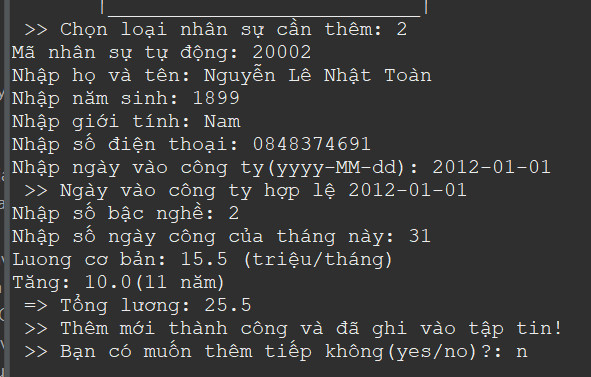 |_________________________|
>> Chọn loại nhân sự cần thêm: 2
Mã nhân sự tự động: 20002
Nhập họ và tên: Nguyễn Lê Nhật Toàn
Nhập năm sinh: 1899
Nhập giới tính: Nam
Nhập số điện thoại: 0848374691
Nhập ngày vào công ty(yyyy-MM-dd): 2012-01-01
>> Ngày vào công ty hợp lệ 2012-01-01
Nhập số bậc nghề: 2
Nhập số ngày công của tháng này: 31
Luong cơ bản: 15.5 (triệu/tháng)
Tăng: 10.0(11 năm)
=> Tổng lương: 25.5
>> Thêm mới thành công và đã ghi vào tập tin!
>> Bạn có muốn thêm tiếp không(yes/no)?: n